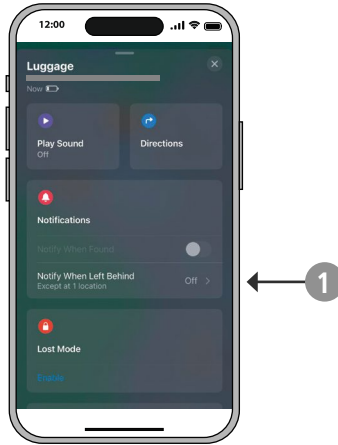 12:00
Luggage
Now
Play Sound
Off
Directions
Notifications
Notify When Found
Notify When Left Behind
Except at 1 location
Off
1
Lost Mode
Enable